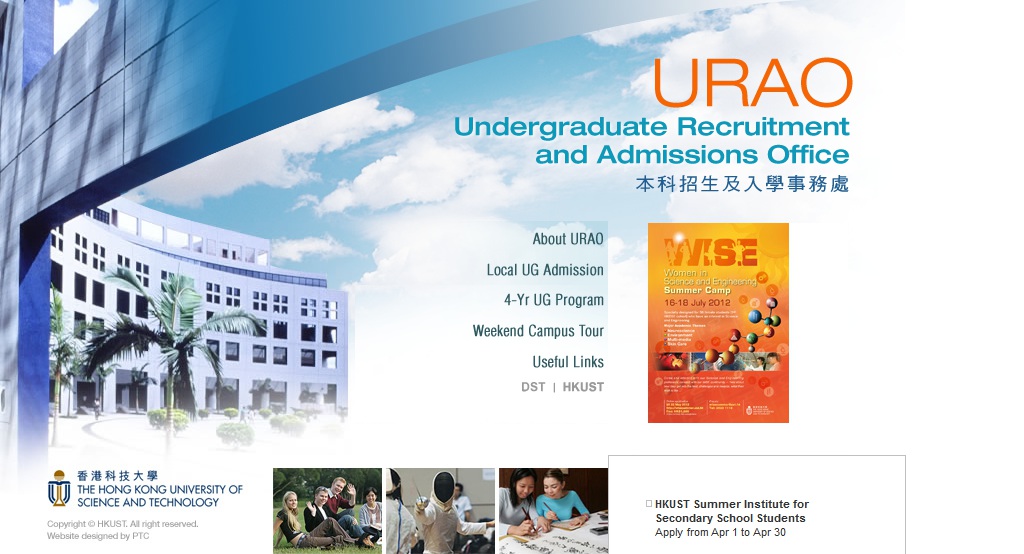 URAO
Undergraduate Recruitment
and Admissions Office
本科招生及入學事務處
About URAO
Local UG Admission
4-Yr UG Program
Weekend Campus Tour
Useful Links
DST | HKUST
WISE
Women in
Science and Engineering
Summer Camp
16-18 July 2012
香港科技大學
THE HONG KONG UNIVERSITY OF
SCIENCE AND TECHNOLOGY
Copyright © HKUST. All right reserved.
Website designed by PTC
HKUST Summer Institute for
Secondary School Students
Apply from Apr 1 to Apr 30